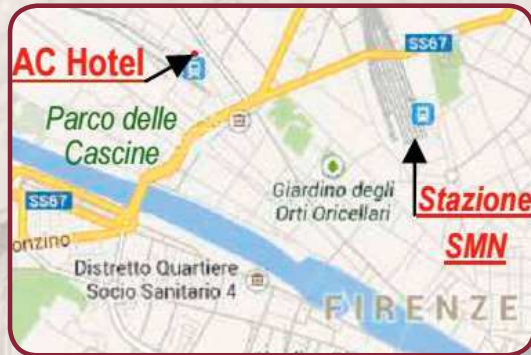 SS67
AC Hotel
Parco delle
Cascine
Giardino degli
Orti Oricellari
Stazione
SMN
SS67
onzino
Distretto Quartiere
Socio Sanitario 4
FIRENZE